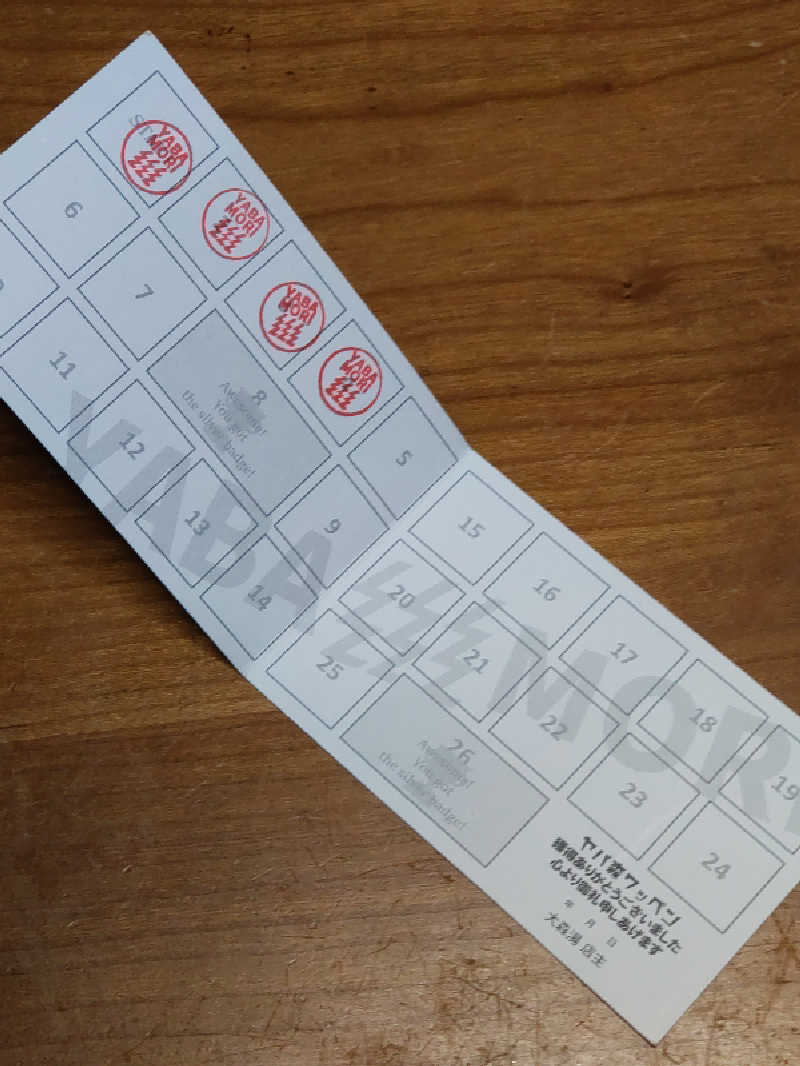 ST
YABA
MORI
YABA
MORI
YABA
MORI
YABA
MORI
5
6
7
8
Awesome!
You got
the silver badge!
9
11
12
13
14
YABA MORI
15
16
17
18
19
20
21
22
23
24
25
26
Awesome!
You got
the silver badge!
ヤバ森ワッペン
獲得ありがとうございました
心より御礼申しあげます
年 月 日
大森湯 店主